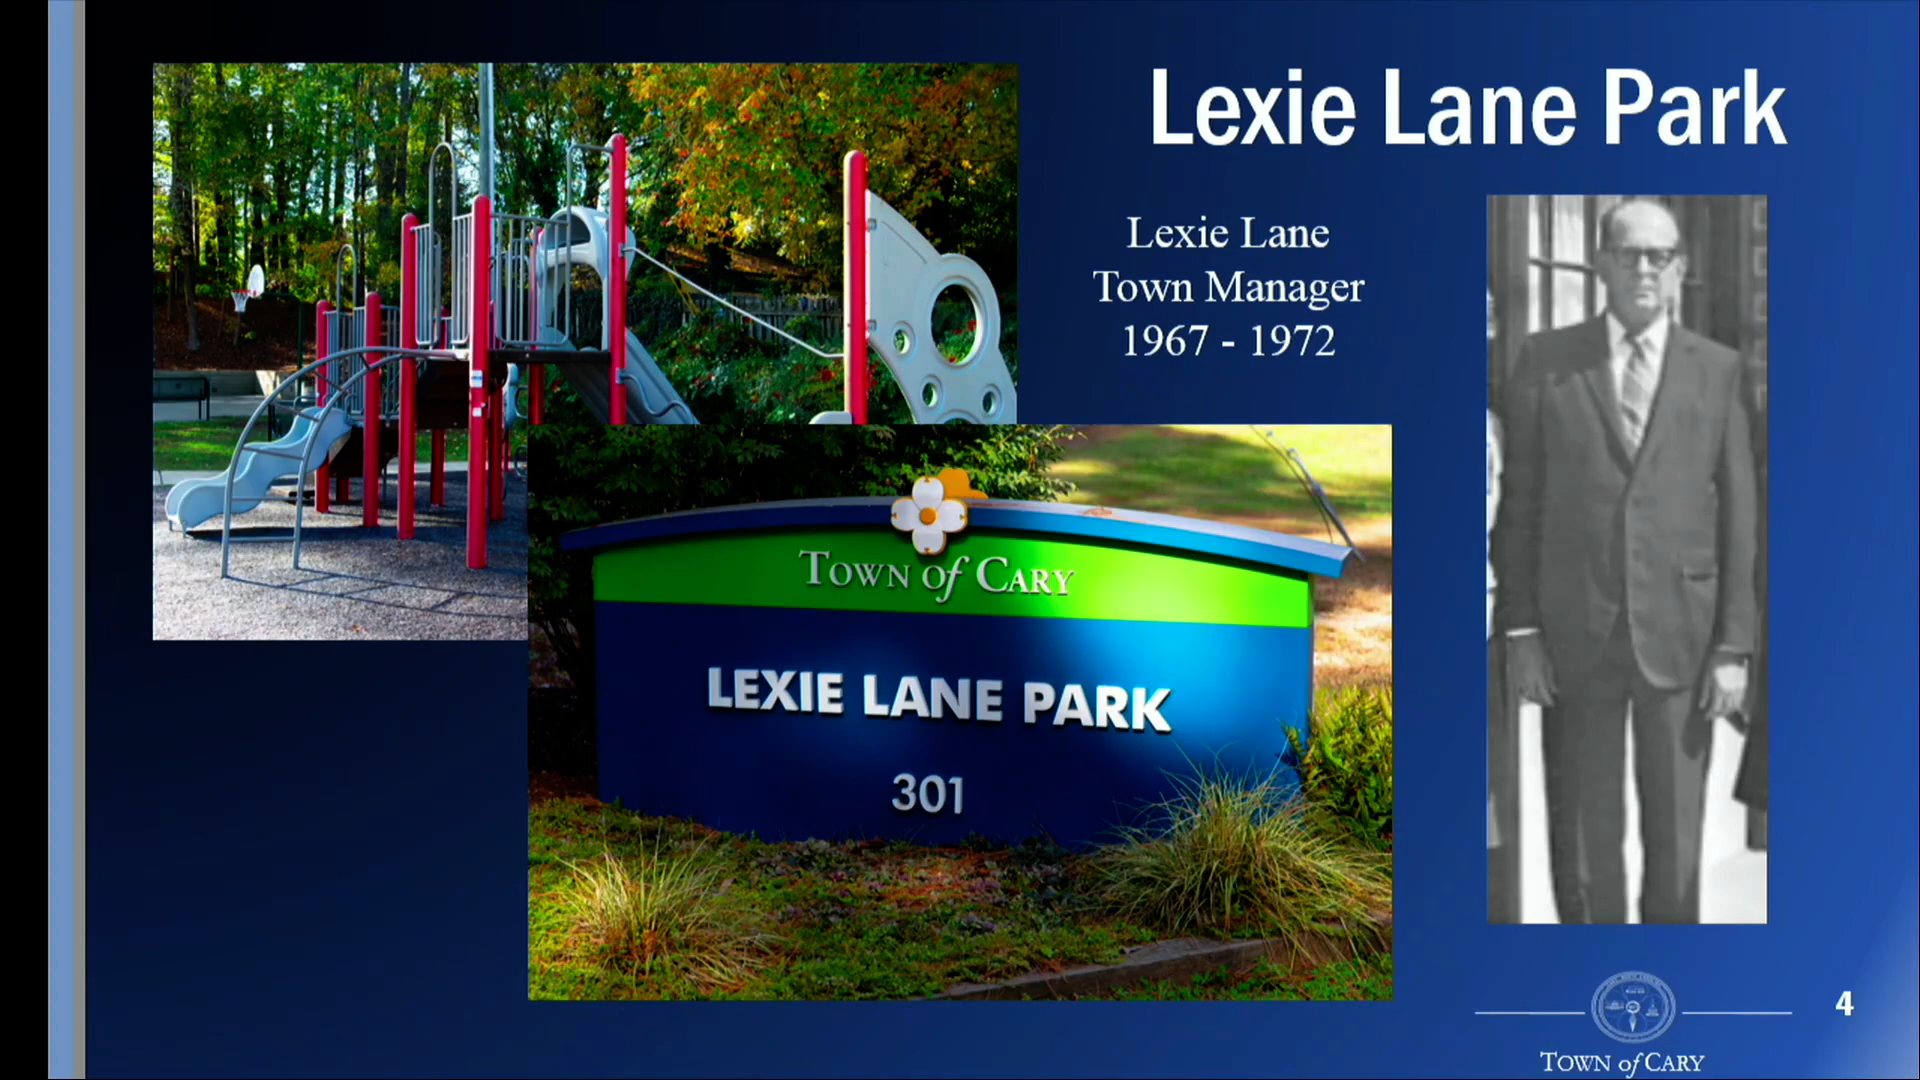 Lexie Lane Park
Lexie Lane
Town Manager
1967 - 1972
TOWN of CARY
LEXIE LANE PARK
301
4
TOWN of CARY